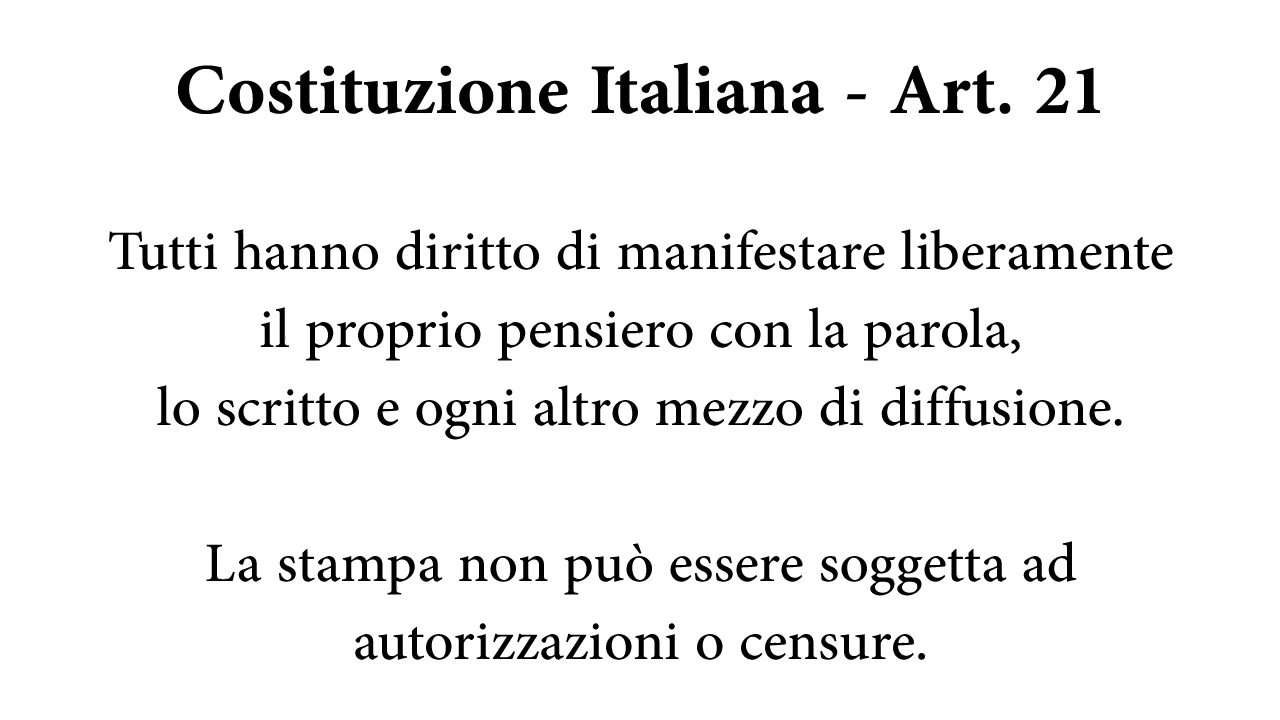 Costituzione Italiana - Art. 21
Tutti hanno diritto di manifestare liberamente
il proprio pensiero con la parola,
lo scritto e ogni altro mezzo di diffusione.
La stampa non può essere soggetta ad
autorizzazioni o censure.